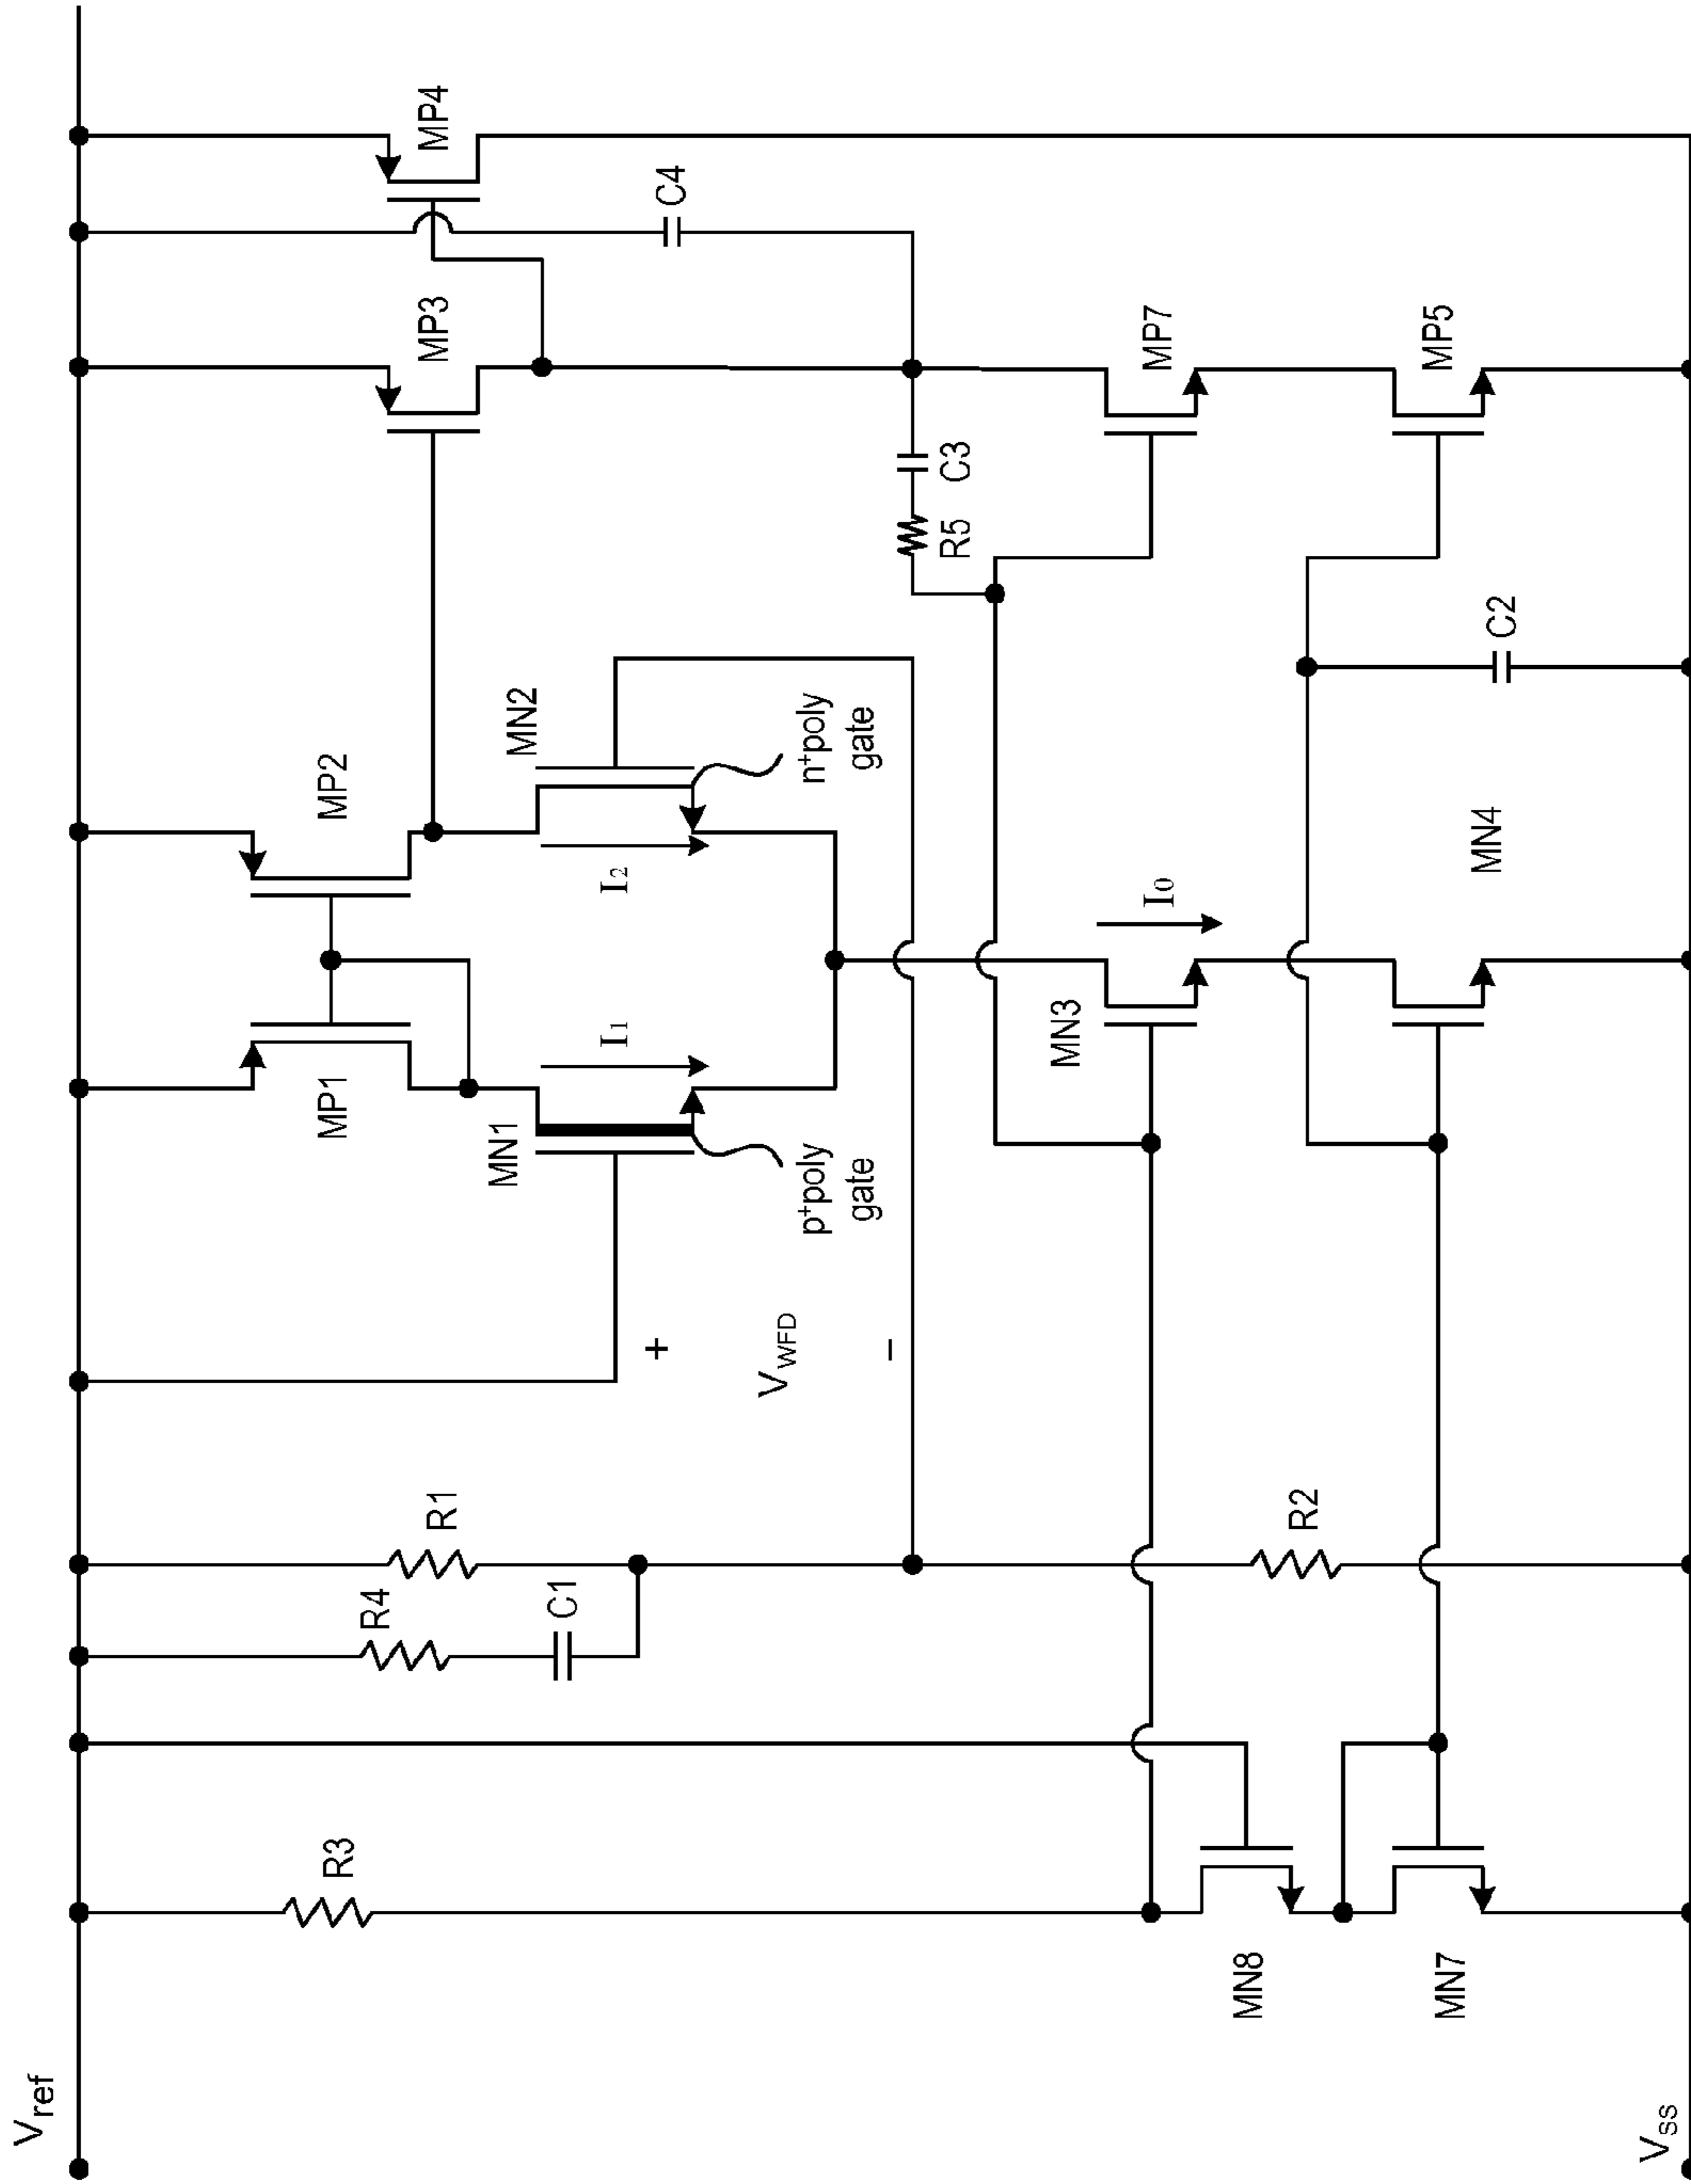 Vref
R3
MN8
MN7
Vss
R4
C1
R1
R2
+
VWFD
−
MP1
MN1
I1
p+poly
gate
MP2
MN2
I2
n+poly
gate
MN3
I0
MN4
C2
R5
C3
MP3
MP4
C4
MP7
MP5